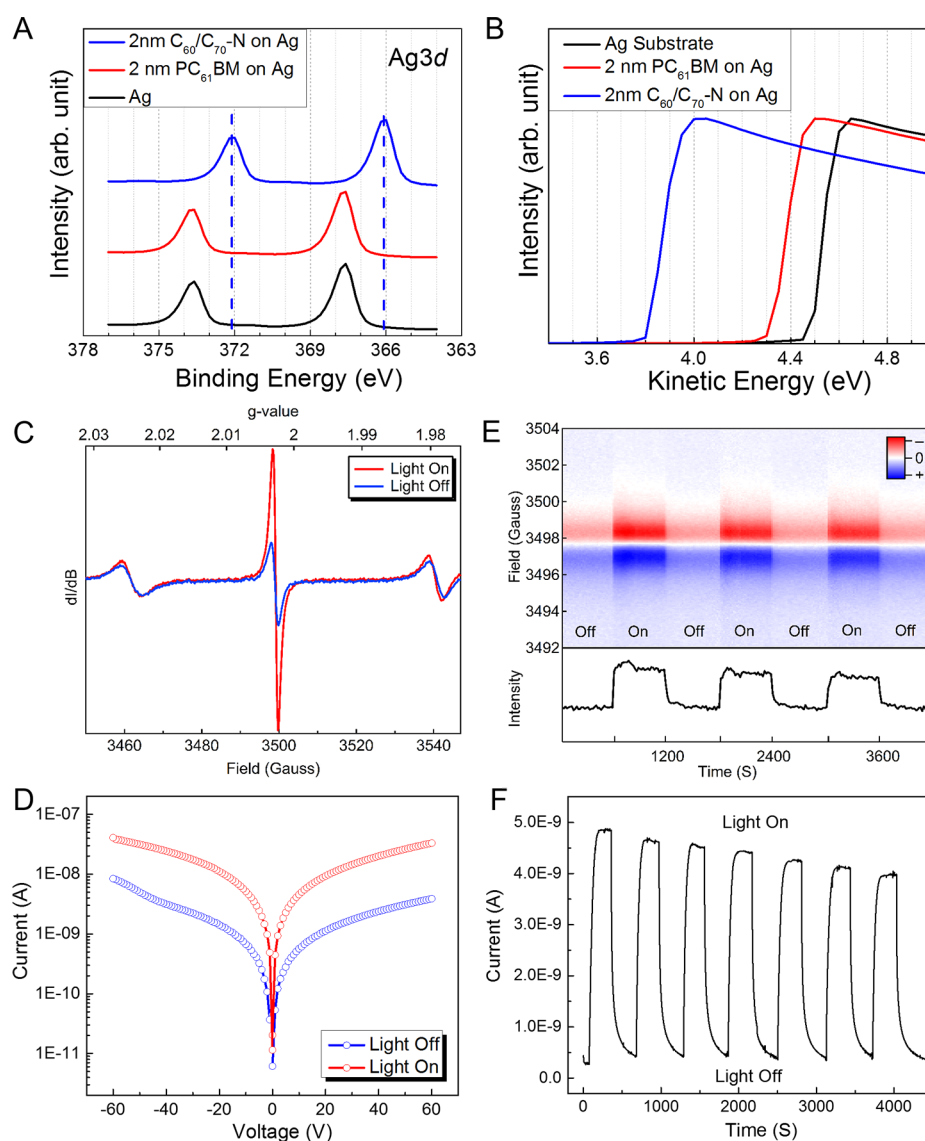 A
2nm C60/C70-N on Ag
2 nm PC61BM on Ag
Ag
Ag3d
Intensity (arb. unit)
378 375 372 369 366 363
Binding Energy (eV)
B
Ag Substrate
2 nm PC61BM on Ag
2nm C60/C70-N on Ag
Intensity (arb. unit)
3.6 4.0 4.4 4.8
Kinetic Energy (eV)
C
g-value
2.03 2.02 2.01 2 1.99 1.98
Light On
Light Off
dI/dB
3460 3480 3500 3520 3540
Field (Gauss)
E
3504
3502
3500
3498
3496
3494
3492
Field (Gauss)
−
0
+
Off On Off On Off On Off
Intensity
1200 2400 3600
Time (S)
D
1E-07
1E-08
1E-09
1E-10
1E-11
Current (A)
Light Off
Light On
-60 -40 -20 0 20 40 60
Voltage (V)
F
5.0E-9
4.0E-9
3.0E-9
2.0E-9
1.0E-9
0.0
Current (A)
Light On
Light Off
0 1000 2000 3000 4000
Time (S)